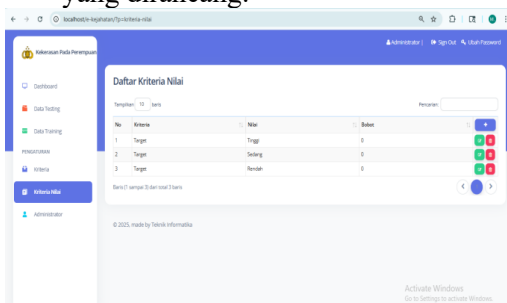 yang dirancang.
localhost/e-kejahatan/?p=kriteria-nilai
Kekerasan Pada Perempuan
Administrator | Sign Out Ubah Password
Dashboard
Data Testing
Data Training
PENGATURAN
Kriteria
Kriteria Nilai
Administrator
Daftar Kriteria Nilai
Tampilan 10 baris
Pencarian:
No Kriteria Nilai Bobot
1 Target Tinggi 0
2 Target Sedang 0
3 Target Rendah 0
Baris (1 sampai 3) dari total 3 baris
© 2025, made by Teknik Informatika
Activate Windows
Go to Settings to activate Windows.